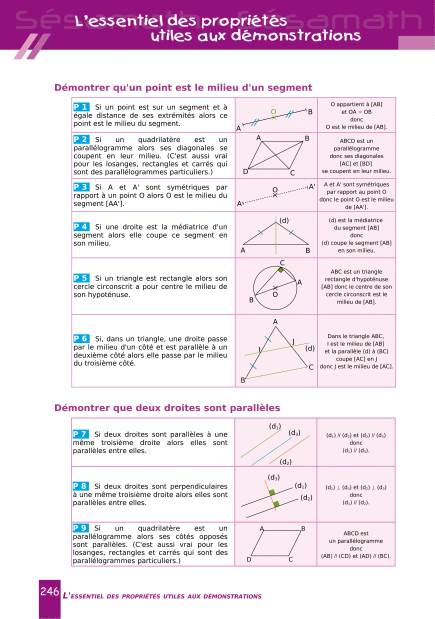 Sésamath Sésamath Sésamath
L'essentiel des propriétés
utiles aux démonstrations
Démontrer qu'un point est le milieu d'un segment
P 1 Si un point est sur un segment et à
égale distance de ses extrémités alors ce
point est le milieu du segment.
A
O
B
O appartient à [AB]
et OA = OB
donc
O est le milieu de [AB].
P 2 Si un quadrilatère est un
parallélogramme alors ses diagonales se
coupent en leur milieu. (C'est aussi vrai
pour les losanges, rectangles et carrés qui
sont des parallélogrammes particuliers.)
A B
D C
ABCD est un
parallélogramme
donc ses diagonales
[AC] et [BD]
se coupent en leur milieu.
P 3 Si A et A' sont symétriques par
rapport à un point O alors O est le milieu du
segment [AA'].
A
O
A'
A et A' sont symétriques
par rapport au point O
donc le point O est le milieu
de [AA'].
P 4 Si une droite est la médiatrice d'un
segment alors elle coupe ce segment en
son milieu.
(d)
A B
(d) est la médiatrice
du segment [AB]
donc
(d) coupe le segment [AB]
en son milieu.
P 5 Si un triangle est rectangle alors son
cercle circonscrit a pour centre le milieu de
son hypoténuse.
C
A
O
B
ABC est un triangle
rectangle d'hypoténuse
[AB] donc le centre de son
cercle circonscrit est le
milieu de [AB].
P 6 Si, dans un triangle, une droite passe
par le milieu d'un côté et est parallèle à un
deuxième côté alors elle passe par le milieu
du troisième côté.
A
I
J
(d)
C
B
Dans le triangle ABC,
I est le milieu de [AB]
et la parallèle (d) à (BC)
coupe [AC] en J
donc J est le milieu de [AC].
Démontrer que deux droites sont parallèles
P 7 Si deux droites sont parallèles à une
même troisième droite alors elles sont
parallèles entre elles.
(d₁)
(d₃)
(d₂)
(d₁) // (d₂) et (d₂) // (d₃)
donc
(d₁) // (d₃).
P 8 Si deux droites sont perpendiculaires
à une même troisième droite alors elles sont
parallèles entre elles.
(d₃)
(d₁)
(d₂)
(d₁) ⊥ (d₃) et (d₂) ⊥ (d₃)
donc
(d₁) // (d₂).
P 9 Si un quadrilatère est un
parallélogramme alors ses côtés opposés
sont parallèles. (C'est aussi vrai pour les
losanges, rectangles et carrés qui sont des
parallélogrammes particuliers.)
A B
D C
ABCD est
un parallélogramme
donc
(AB) // (CD) et (AD) // (BC).
246 L'ESSENTIEL DES PROPRIÉTÉS UTILES AUX DÉMONSTRATIONS